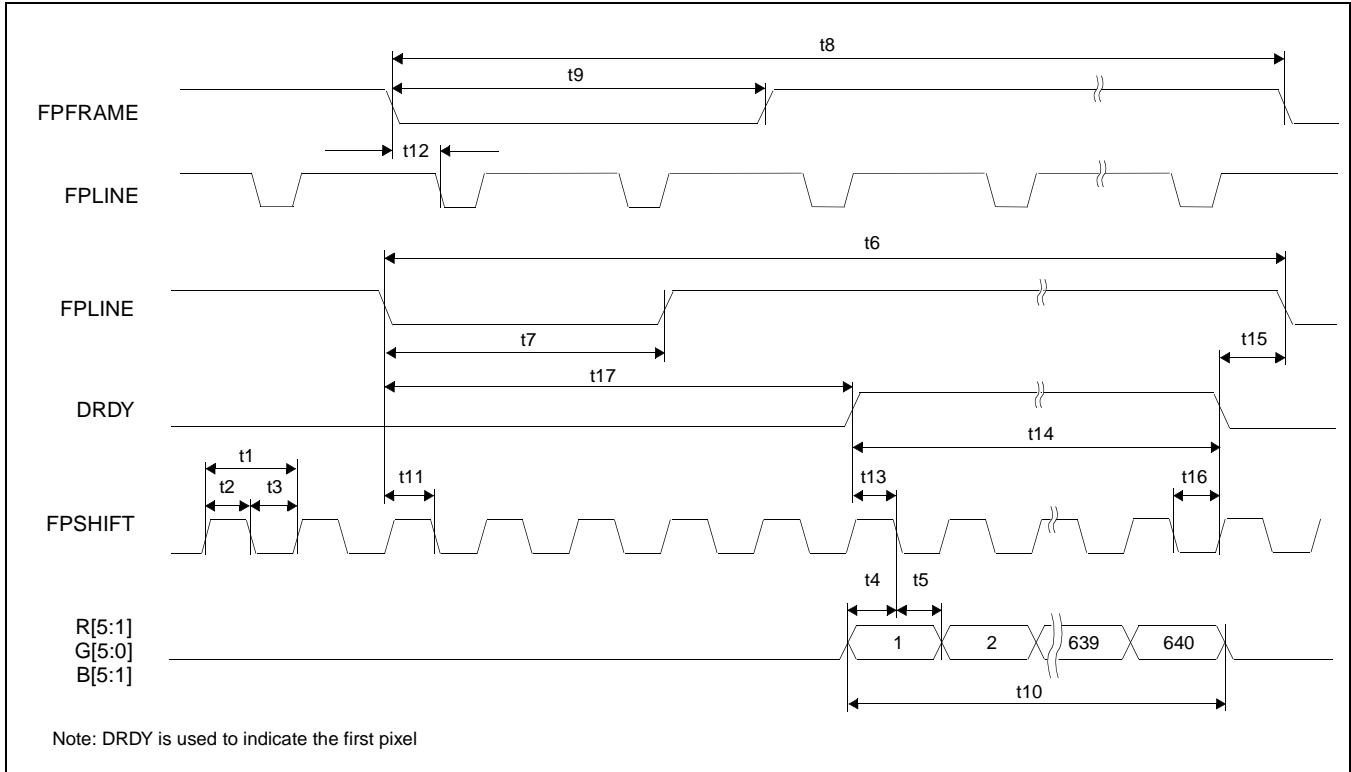 t8
t9
FPFRAME
t12
FPLINE
t6
FPLINE
t7
t15
t17
DRDY
t14
t1
t2 t3 t11 t13 t16
FPSHIFT
t4 t5
R[5:1]
G[5:0]
B[5:1]
1 2 639 640
t10
Note: DRDY is used to indicate the first pixel